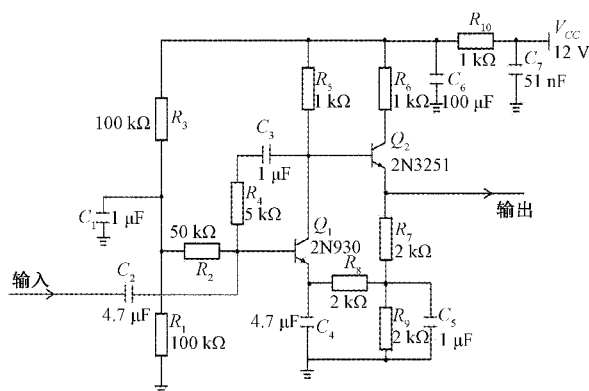 R10
VCC
12 V
1 kΩ
C7
51 nF
R5
1 kΩ
R6
1 kΩ
C6
100 μF
100 kΩ
R3
C3
1 μF
Q2
2N3251
R4
5 kΩ
C1
1 μF
输出
50 kΩ
R2
Q1
2N930
R7
2 kΩ
R8
2 kΩ
输入
C2
4.7 μF
R1
100 kΩ
4.7 μF
C4
R9
2 kΩ
C5
1 μF